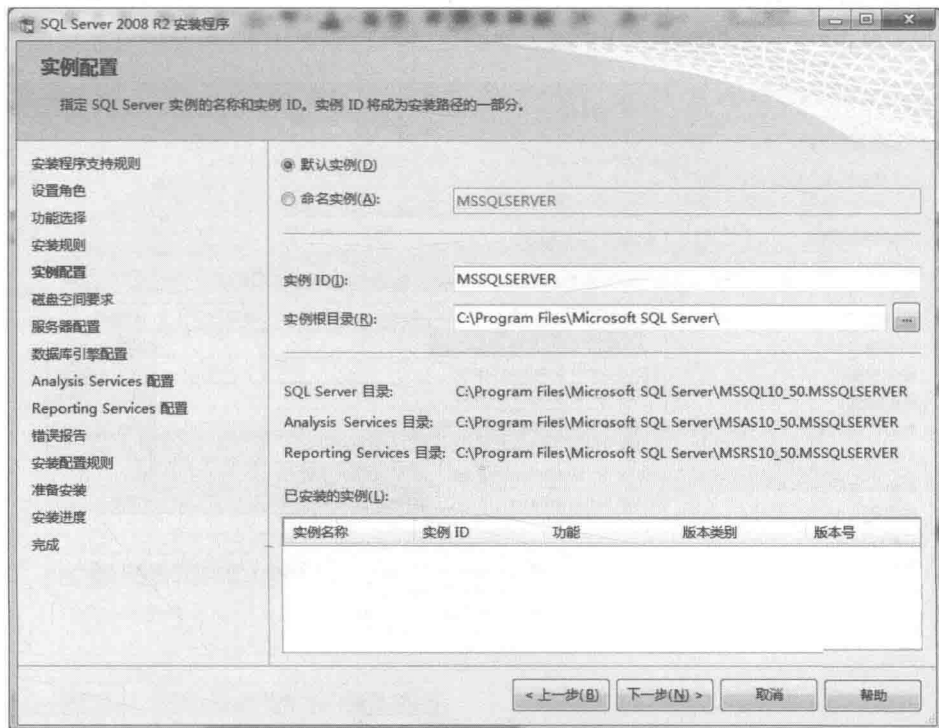 SQL Server 2008 R2 安装程序
实例配置
指定 SQL Server 实例的名称和实例 ID。实例 ID 将成为安装路径的一部分。
安装程序支持规则
设置角色
功能选择
安装规则
实例配置
磁盘空间要求
服务器配置
数据库引擎配置
Analysis Services 配置
Reporting Services 配置
错误报告
安装配置规则
准备安装
安装进度
完成
默认实例(D)
命名实例(A): MSSQLSERVER
实例 ID(I): MSSQLSERVER
实例根目录(R): C:\Program Files\Microsoft SQL Server\ ...
SQL Server 目录: C:\Program Files\Microsoft SQL Server\MSSQL10_50.MSSQLSERVER
Analysis Services 目录: C:\Program Files\Microsoft SQL Server\MSAS10_50.MSSQLSERVER
Reporting Services 目录: C:\Program Files\Microsoft SQL Server\MSRS10_50.MSSQLSERVER
已安装的实例(L):
实例名称 实例 ID 功能 版本类别 版本号
< 上一步(B) 下一步(N) > 取消 帮助